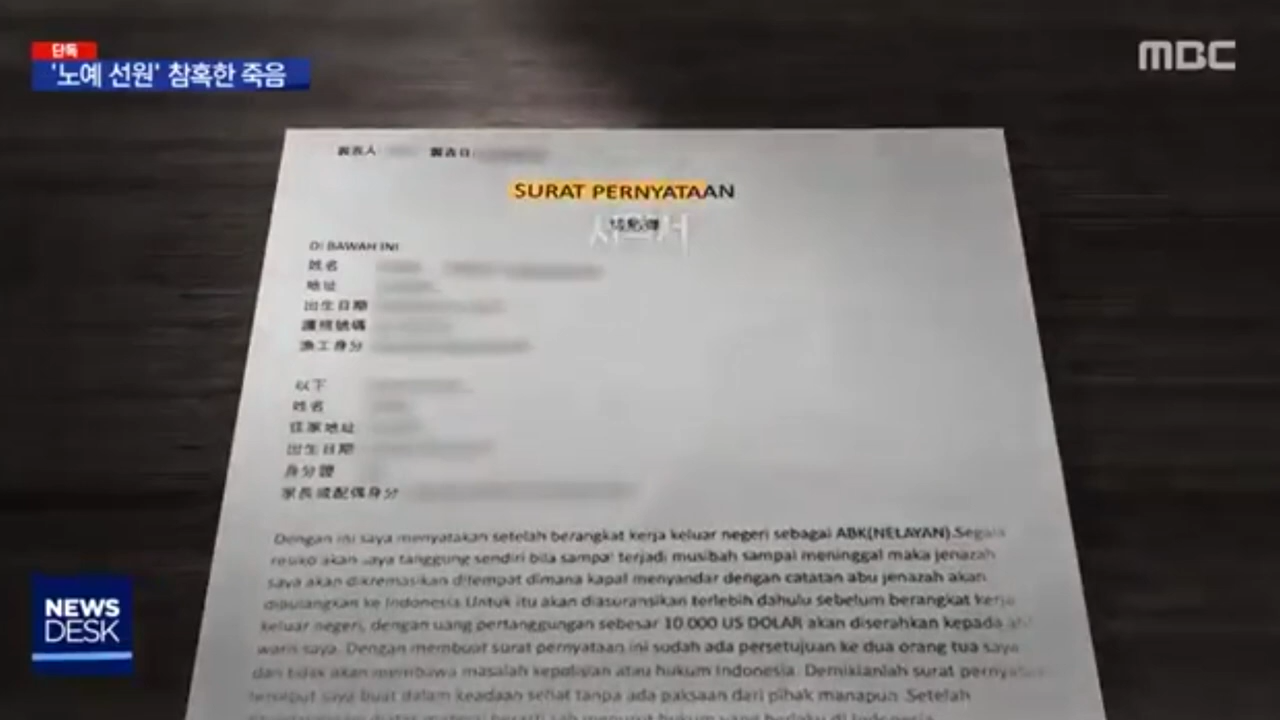 단독
'노예 선원' 참혹한 죽음
MBC
SURAT PERNYATAAN
DI BAWAH INI
姓名
地址
出生日期
護照號碼
漁工身分
以下
姓名
住家地址
出生日期
身分證
家長或配偶身分
Dengan ini saya menyatakan setelah berangkat kerja keluar negeri sebagai ABK(NELAYAN).Segala
resiko akan saya tanggung sendiri bila sampai terjadi musibah sampai meninggal maka jenazah
saya akan dikremasikan ditempat dimana kapal menyandar dengan catatan abu jenazah akan
dipulangkan ke Indonesia.Untuk itu akan diasuransikan terlebih dahulu sebelum berangkat kerja
keluar negeri, dengan uang pertanggungan sebesar 10.000 US DOLAR akan diserahkan kepada ahli
waris saya. Dengan membuat surat pernyataan ini sudah ada persetujuan ke dua orang tua saya
dan tidak akan membawa masalah kepolisian atau hukum Indonesia. Demikianlah surat pernyataan
tersebut saya buat dalam keadaan sehat tanpa ada paksaan dari pihak manapun .Setelah
NEWS
DESK